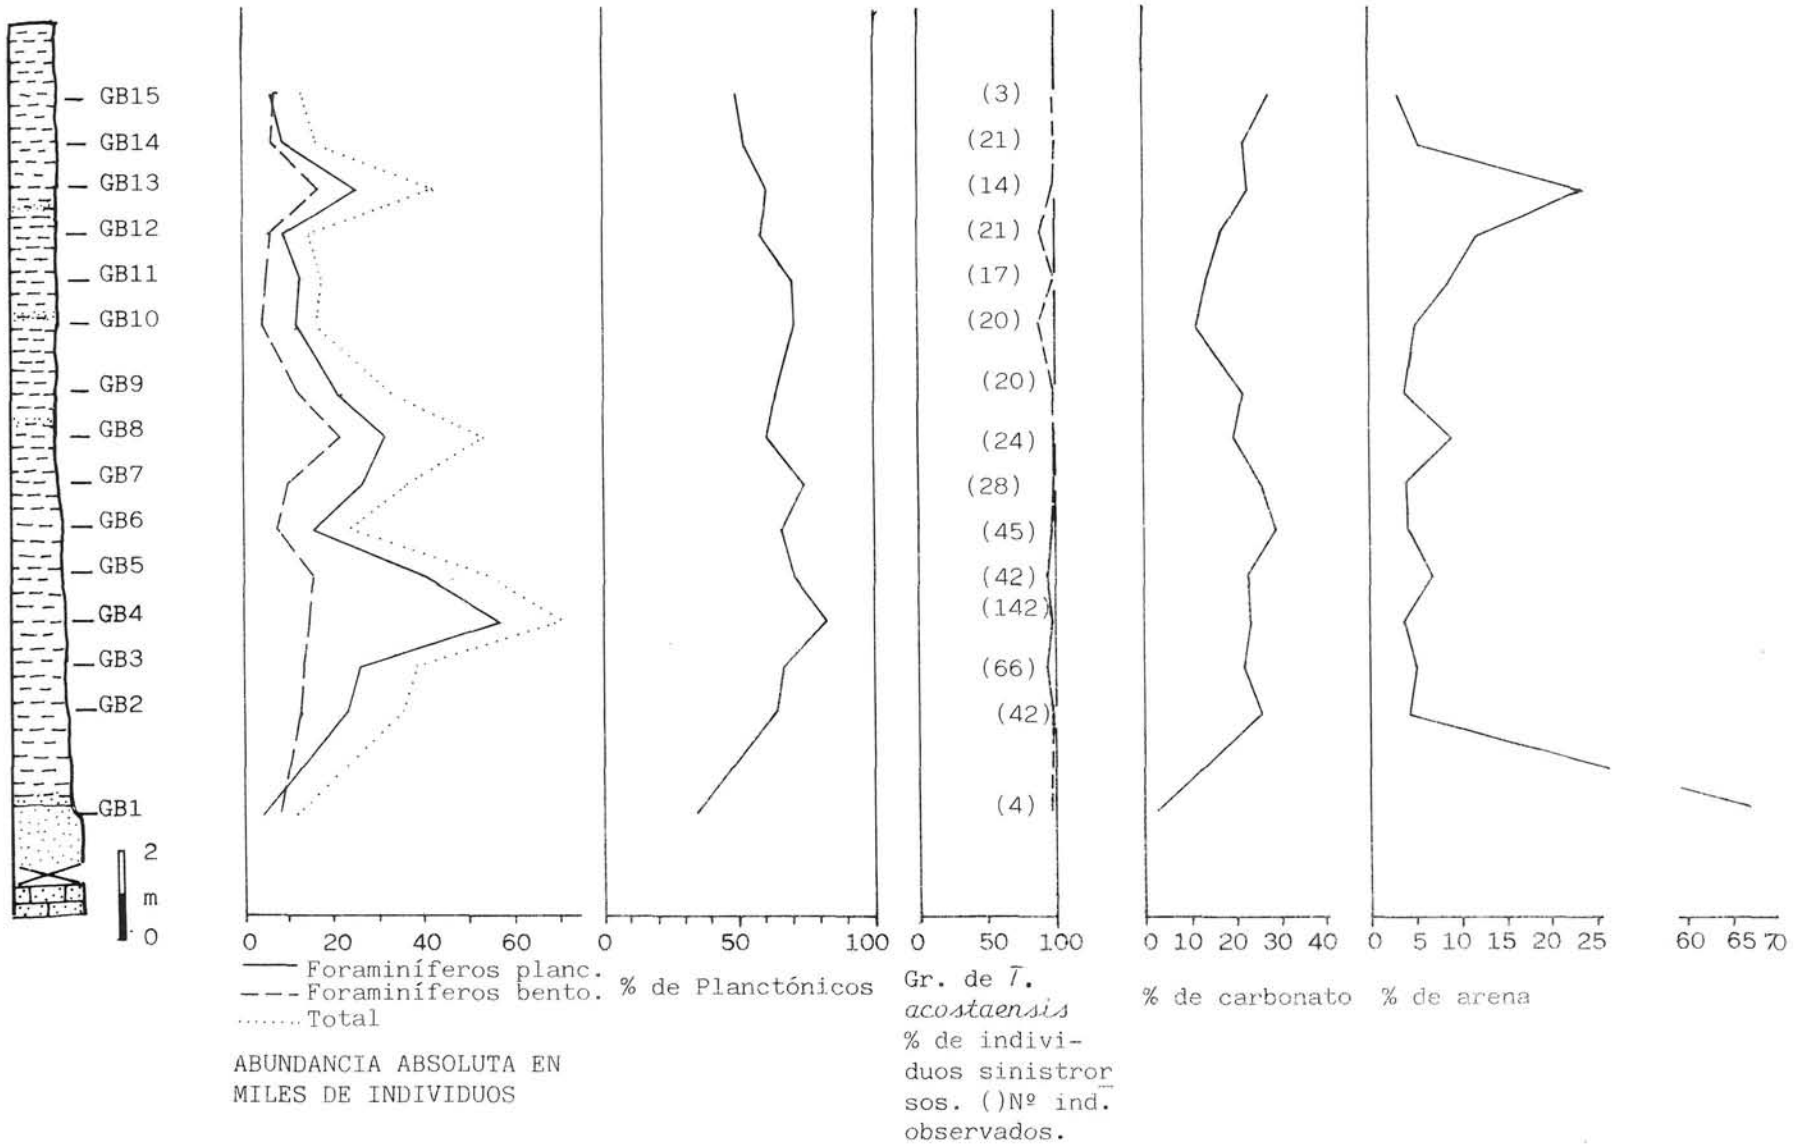 GB15
GB14
GB13
GB12
GB11
GB10
GB9
GB8
GB7
GB6
GB5
GB4
GB3
GB2
GB1
2
m
0
0 20 40 60
Foraminíferos planc.
Foraminíferos bento.
Total
ABUNDANCIA ABSOLUTA EN
MILES DE INDIVIDUOS
0 50 100
% de Planctónicos
(3)
(21)
(14)
(21)
(17)
(20)
(20)
(24)
(28)
(45)
(42)
(142)
(66)
(42)
(4)
0 50 100
Gr. de T.
acostaensis
% de indivi-
duos sinistror
sos. ()Nº ind.
observados.
0 10 20 30 40
% de carbonato
0 5 10 15 20 25 60 65 70
% de arena